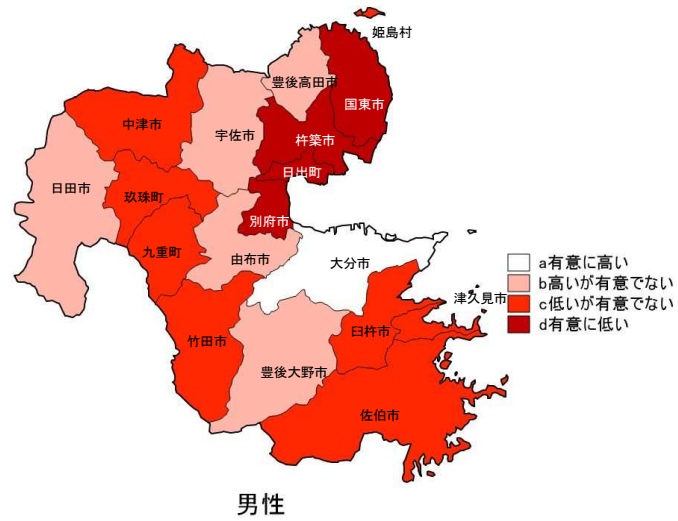 姫島村
豊後高田市
国東市
中津市
宇佐市
杵築市
日出町
日田市
玖珠町
別府市
九重町
由布市
大分市
a有意に高い
b高いが有意でない
津久見市
c低いが有意でない
d有意に低い
臼杵市
竹田市
豊後大野市
佐伯市
男性